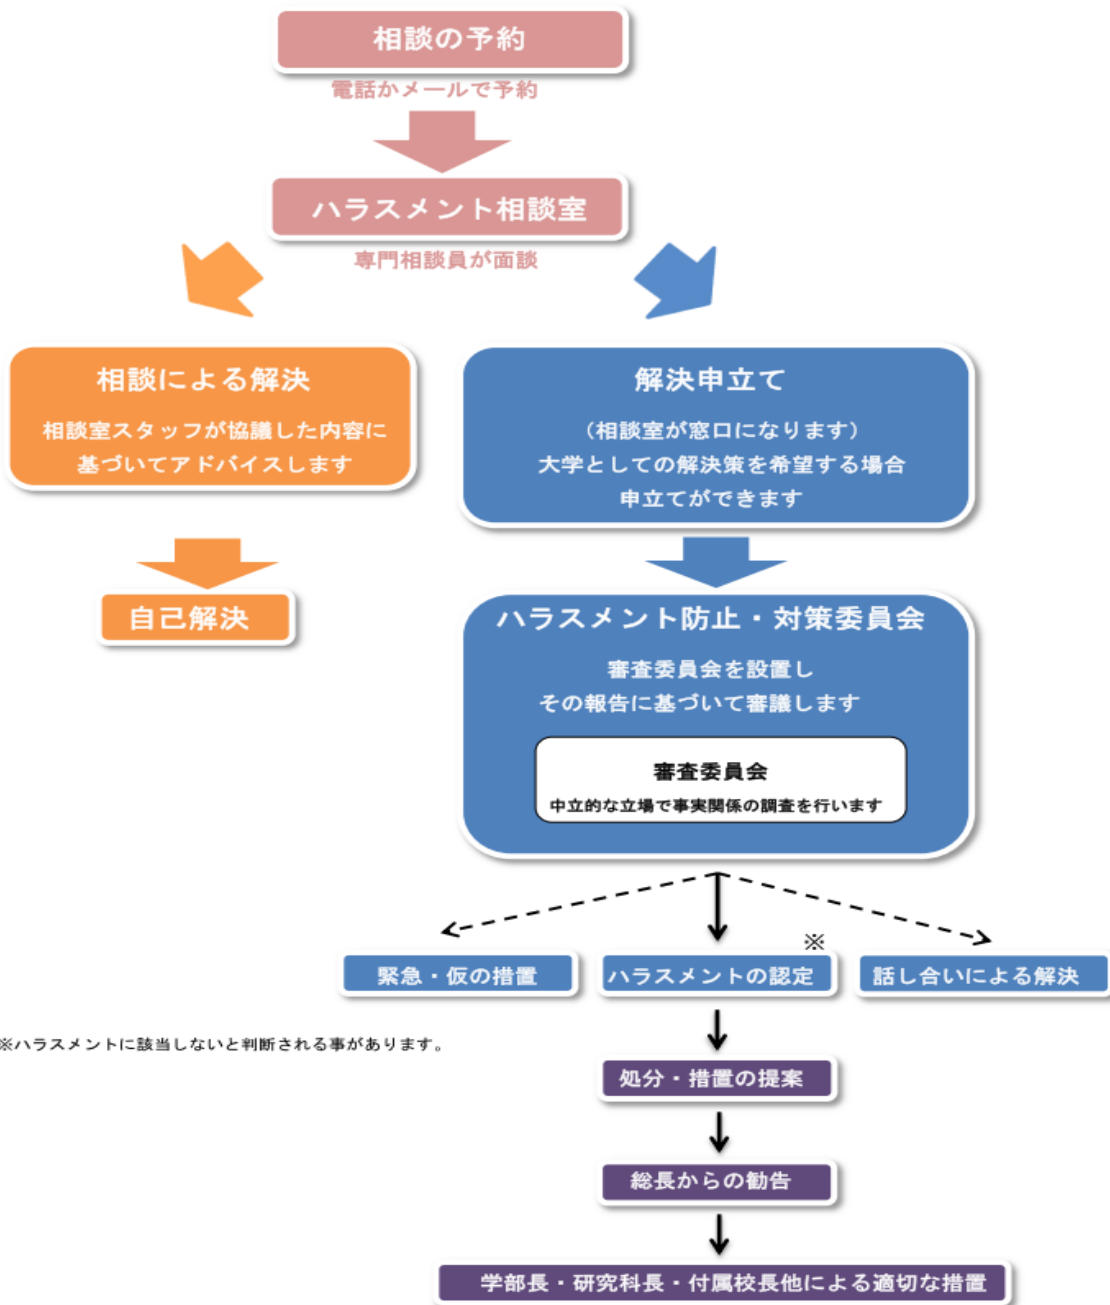 相談の予約
電話かメールで予約
ハラスメント相談室
専門相談員が面談
相談による解決
相談室スタッフが協議した内容に
基づいてアドバイスします
自己解決
解決申立て
（相談室が窓口になります）
大学としての解決策を希望する場合
申立てができます
ハラスメント防止・対策委員会
審査委員会を設置し
その報告に基づいて審議します
審査委員会
中立的な立場で事実関係の調査を行います
※
緊急・仮の措置
ハラスメントの認定
話し合いによる解決
※ハラスメントに該当しないと判断される事があります。
処分・措置の提案
総長からの勧告
学部長・研究科長・付属校長他による適切な措置